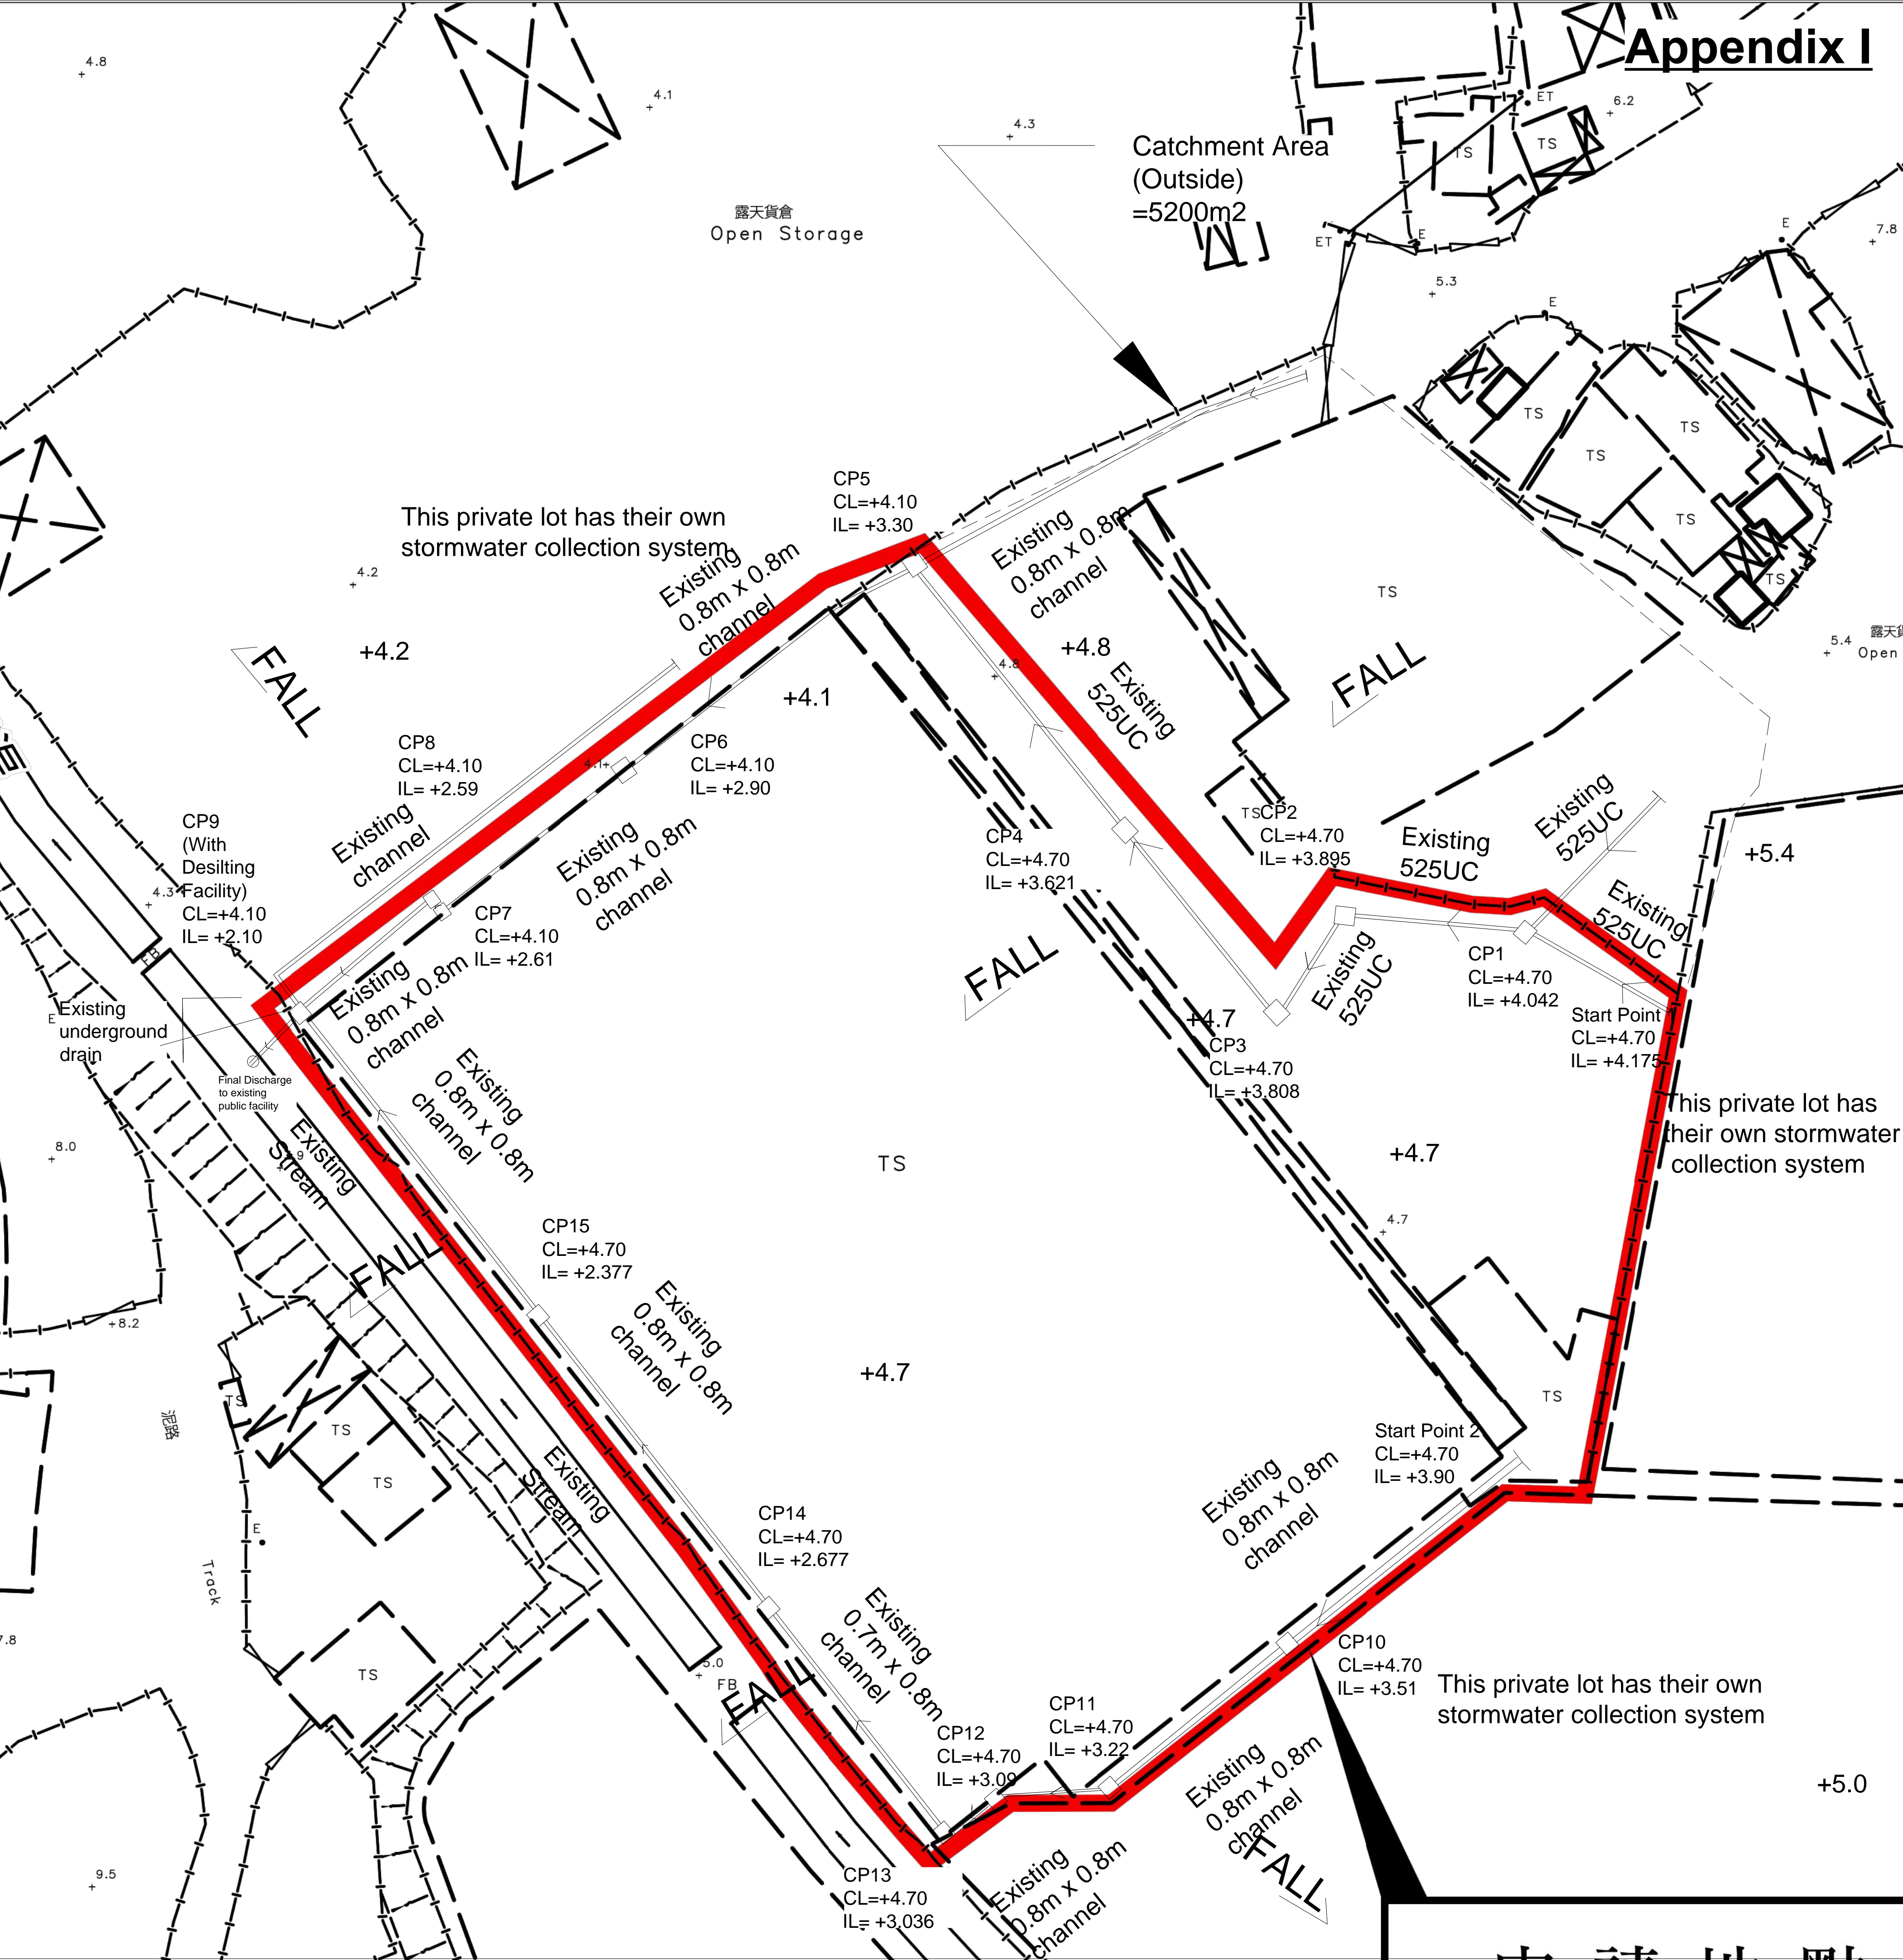 Appendix I
4.8
4.1
4.3
ET
6.2
TS
TS
Catchment Area
(Outside)
=5200m2
露天貨倉
Open Storage
ET
E
E
7.8
5.3
E
TS
TS
TS
TS
TS
CP5
CL=+4.10
IL= +3.30
This private lot has their own
stormwater collection system
4.2
Existing
0.8m x 0.8m
channel
Existing
0.8m x 0.8m
channel
TS
5.4
Open
+4.2
+4.8
4.8
FALL
FALL
+4.1
Existing
525UC
CP8
CL=+4.10
IL= +2.59
CP6
CL=+4.10
IL= +2.90
4.1
Existing
channel
CP9
(With
Desilting
Facility)
CL=+4.10
IL= +2.10
4.3
Existing
0.8m x 0.8m
channel
CP4
CL=+4.70
IL= +3.621
TS
CP2
CL=+4.70
IL= +3.895
Existing
525UC
Existing
525UC
+5.4
Existing
525UC
CP7
CL=+4.10
IL= +2.61
FB
FALL
Existing
525UC
CP1
CL=+4.70
IL= +4.042
Start Point
CL=+4.70
IL= +4.175
E
Existing
underground
drain
Existing
0.8m x 0.8m
channel
+4.7
CP3
CL=+4.70
IL= +3.808
Final Discharge
to existing
public facility
Existing
0.8m x 0.8m
channel
This private lot has
their own stormwater
collection system
8.0
Existing
Stream
TS
+4.7
4.7
CP15
CL=+4.70
IL= +2.377
FALL
+8.2
Existing
0.8m x 0.8m
channel
+4.7
TS
TS
TS
泥路
TS
Start Point 2
CL=+4.70
IL= +3.90
Existing
0.8m x 0.8m
channel
Existing
Stream
CP14
CL=+4.70
IL= +2.677
E
Track
Existing
0.7m x 0.8m
channel
7.8
TS
5.0
FB
FALL
CP10
CL=+4.70
IL= +3.51
This private lot has their own
stormwater collection system
CP11
CL=+4.70
IL= +3.22
CP12
CL=+4.70
IL= +3.09
Existing
0.8m x 0.8m
channel
+5.0
FALL
9.5
CP13
CL=+4.70
IL= +3.036
Existing
0.8m x 0.8m
channel